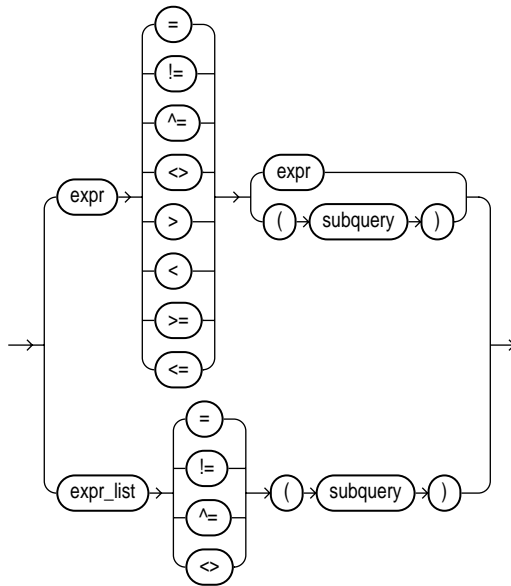 =
!=
^=
<>
expr
expr
>
( subquery )
<
>=
<=
=
!=
expr_list
( subquery )
^=
<>